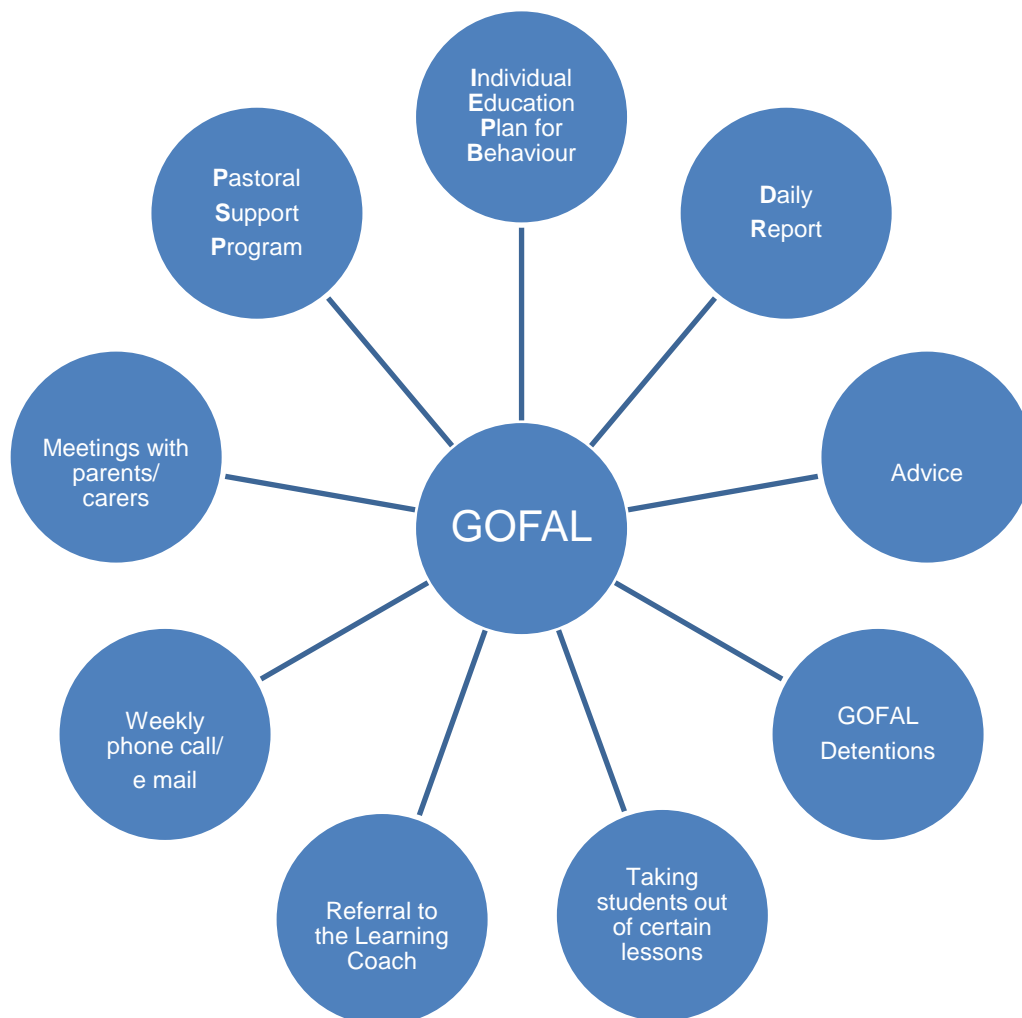 Individual
Education
Plan for
Behaviour
Daily
Report
Advice
GOFAL
Detentions
Taking
students out
of certain
lessons
Referral to
the Learning
Coach
Weekly
phone call/
e mail
Meetings with
parents/
carers
Pastoral
Support
Program
GOFAL